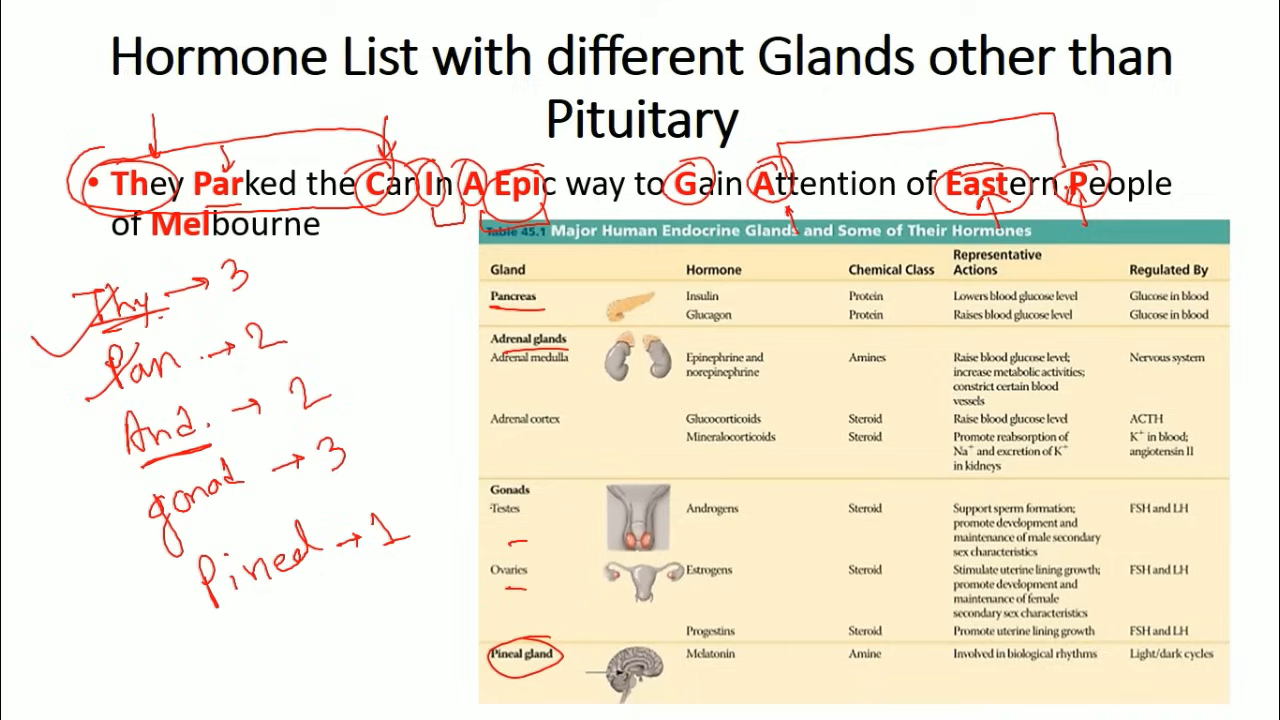 Hormone List with different Glands other than
Pituitary
• They Parked the Car In A Epic way to Gain Attention of Eastern People
of Melbourne
Thy. → 3
Pan → 2
And. → 2
gonad → 3
Pineal → 1
Table 45.1 Major Human Endocrine Glands and Some of Their Hormones
Gland Hormone Chemical Class Representative Actions Regulated By
Pancreas Insulin Protein Lowers blood glucose level Glucose in blood
Glucagon Protein Raises blood glucose level Glucose in blood
Adrenal glands
Adrenal medulla Epinephrine and Amines Raise blood glucose level; Nervous system
norepinephrine increase metabolic activities;
constrict certain blood
vessels
Adrenal cortex Glucocorticoids Steroid Raise blood glucose level ACTH
Mineralocorticoids Steroid Promote reabsorption of K⁺ in blood;
Na⁺ and excretion of K⁺ angiotensin II
in kidneys
Gonads
Testes Androgens Steroid Support sperm formation; FSH and LH
promote development and
maintenance of male secondary
sex characteristics
Ovaries Estrogens Steroid Stimulate uterine lining growth; FSH and LH
promote development and
maintenance of female
secondary sex characteristics
Progestins Steroid Promote uterine lining growth FSH and LH
Pineal gland Melatonin Amine Involved in biological rhythms Light/dark cycles